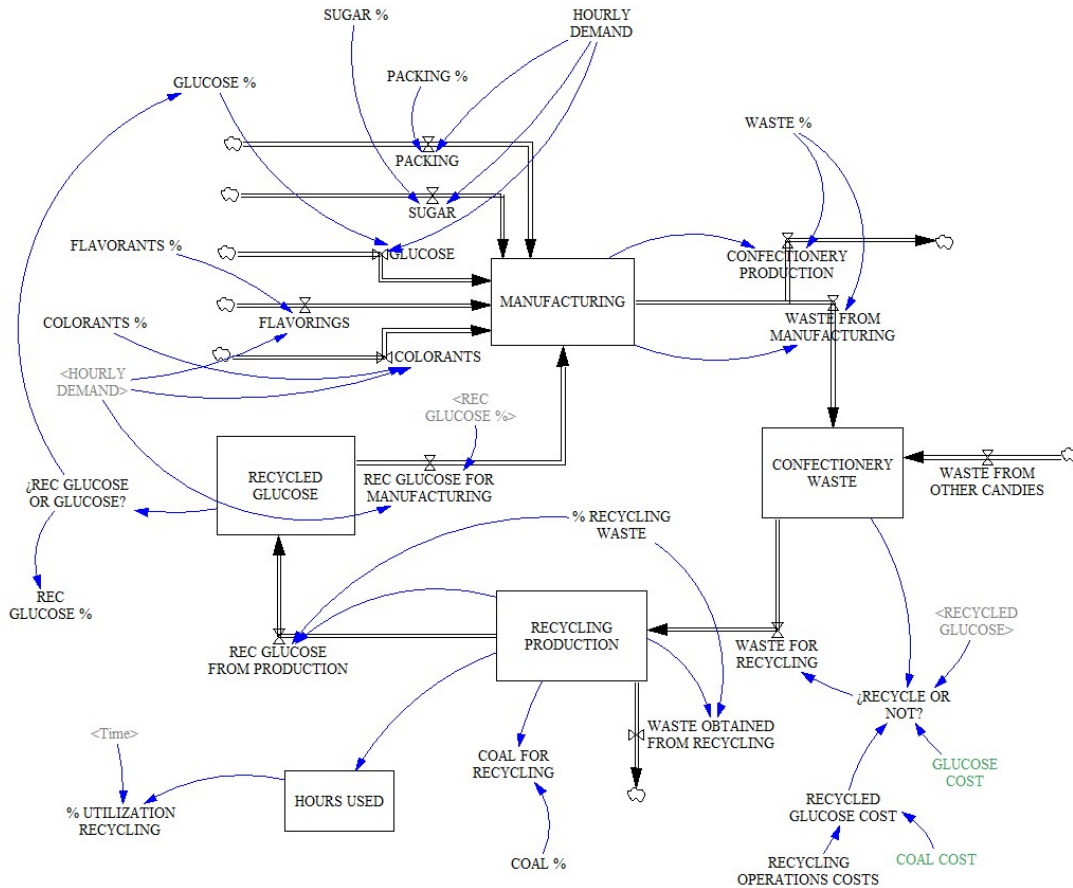 SUGAR %
HOURLY
DEMAND
PACKING %
GLUCOSE %
WASTE %
PACKING
SUGAR
FLAVORANTS %
GLUCOSE
CONFECTIONERY
PRODUCTION
MANUFACTURING
COLORANTS %
FLAVORINGS
WASTE FROM
MANUFACTURING
COLORANTS
<HOURLY
DEMAND>
<REC
GLUCOSE %>
RECYCLED
GLUCOSE
REC GLUCOSE FOR
MANUFACTURING
CONFECTIONERY
WASTE
WASTE FROM
OTHER CANDIES
¿REC GLUCOSE
OR GLUCOSE?
% RECYCLING
WASTE
REC
GLUCOSE %
RECYCLING
PRODUCTION
<RECYCLED
GLUCOSE>
REC GLUCOSE
FROM PRODUCTION
WASTE FOR
RECYCLING
¿RECYCLE OR
NOT?
WASTE OBTAINED
FROM RECYCLING
<Time>
COAL FOR
RECYCLING
GLUCOSE
COST
HOURS USED
% UTILIZATION
RECYCLING
RECYCLED
GLUCOSE COST
COAL %
RECYCLING
OPERATIONS COSTS
COAL COST